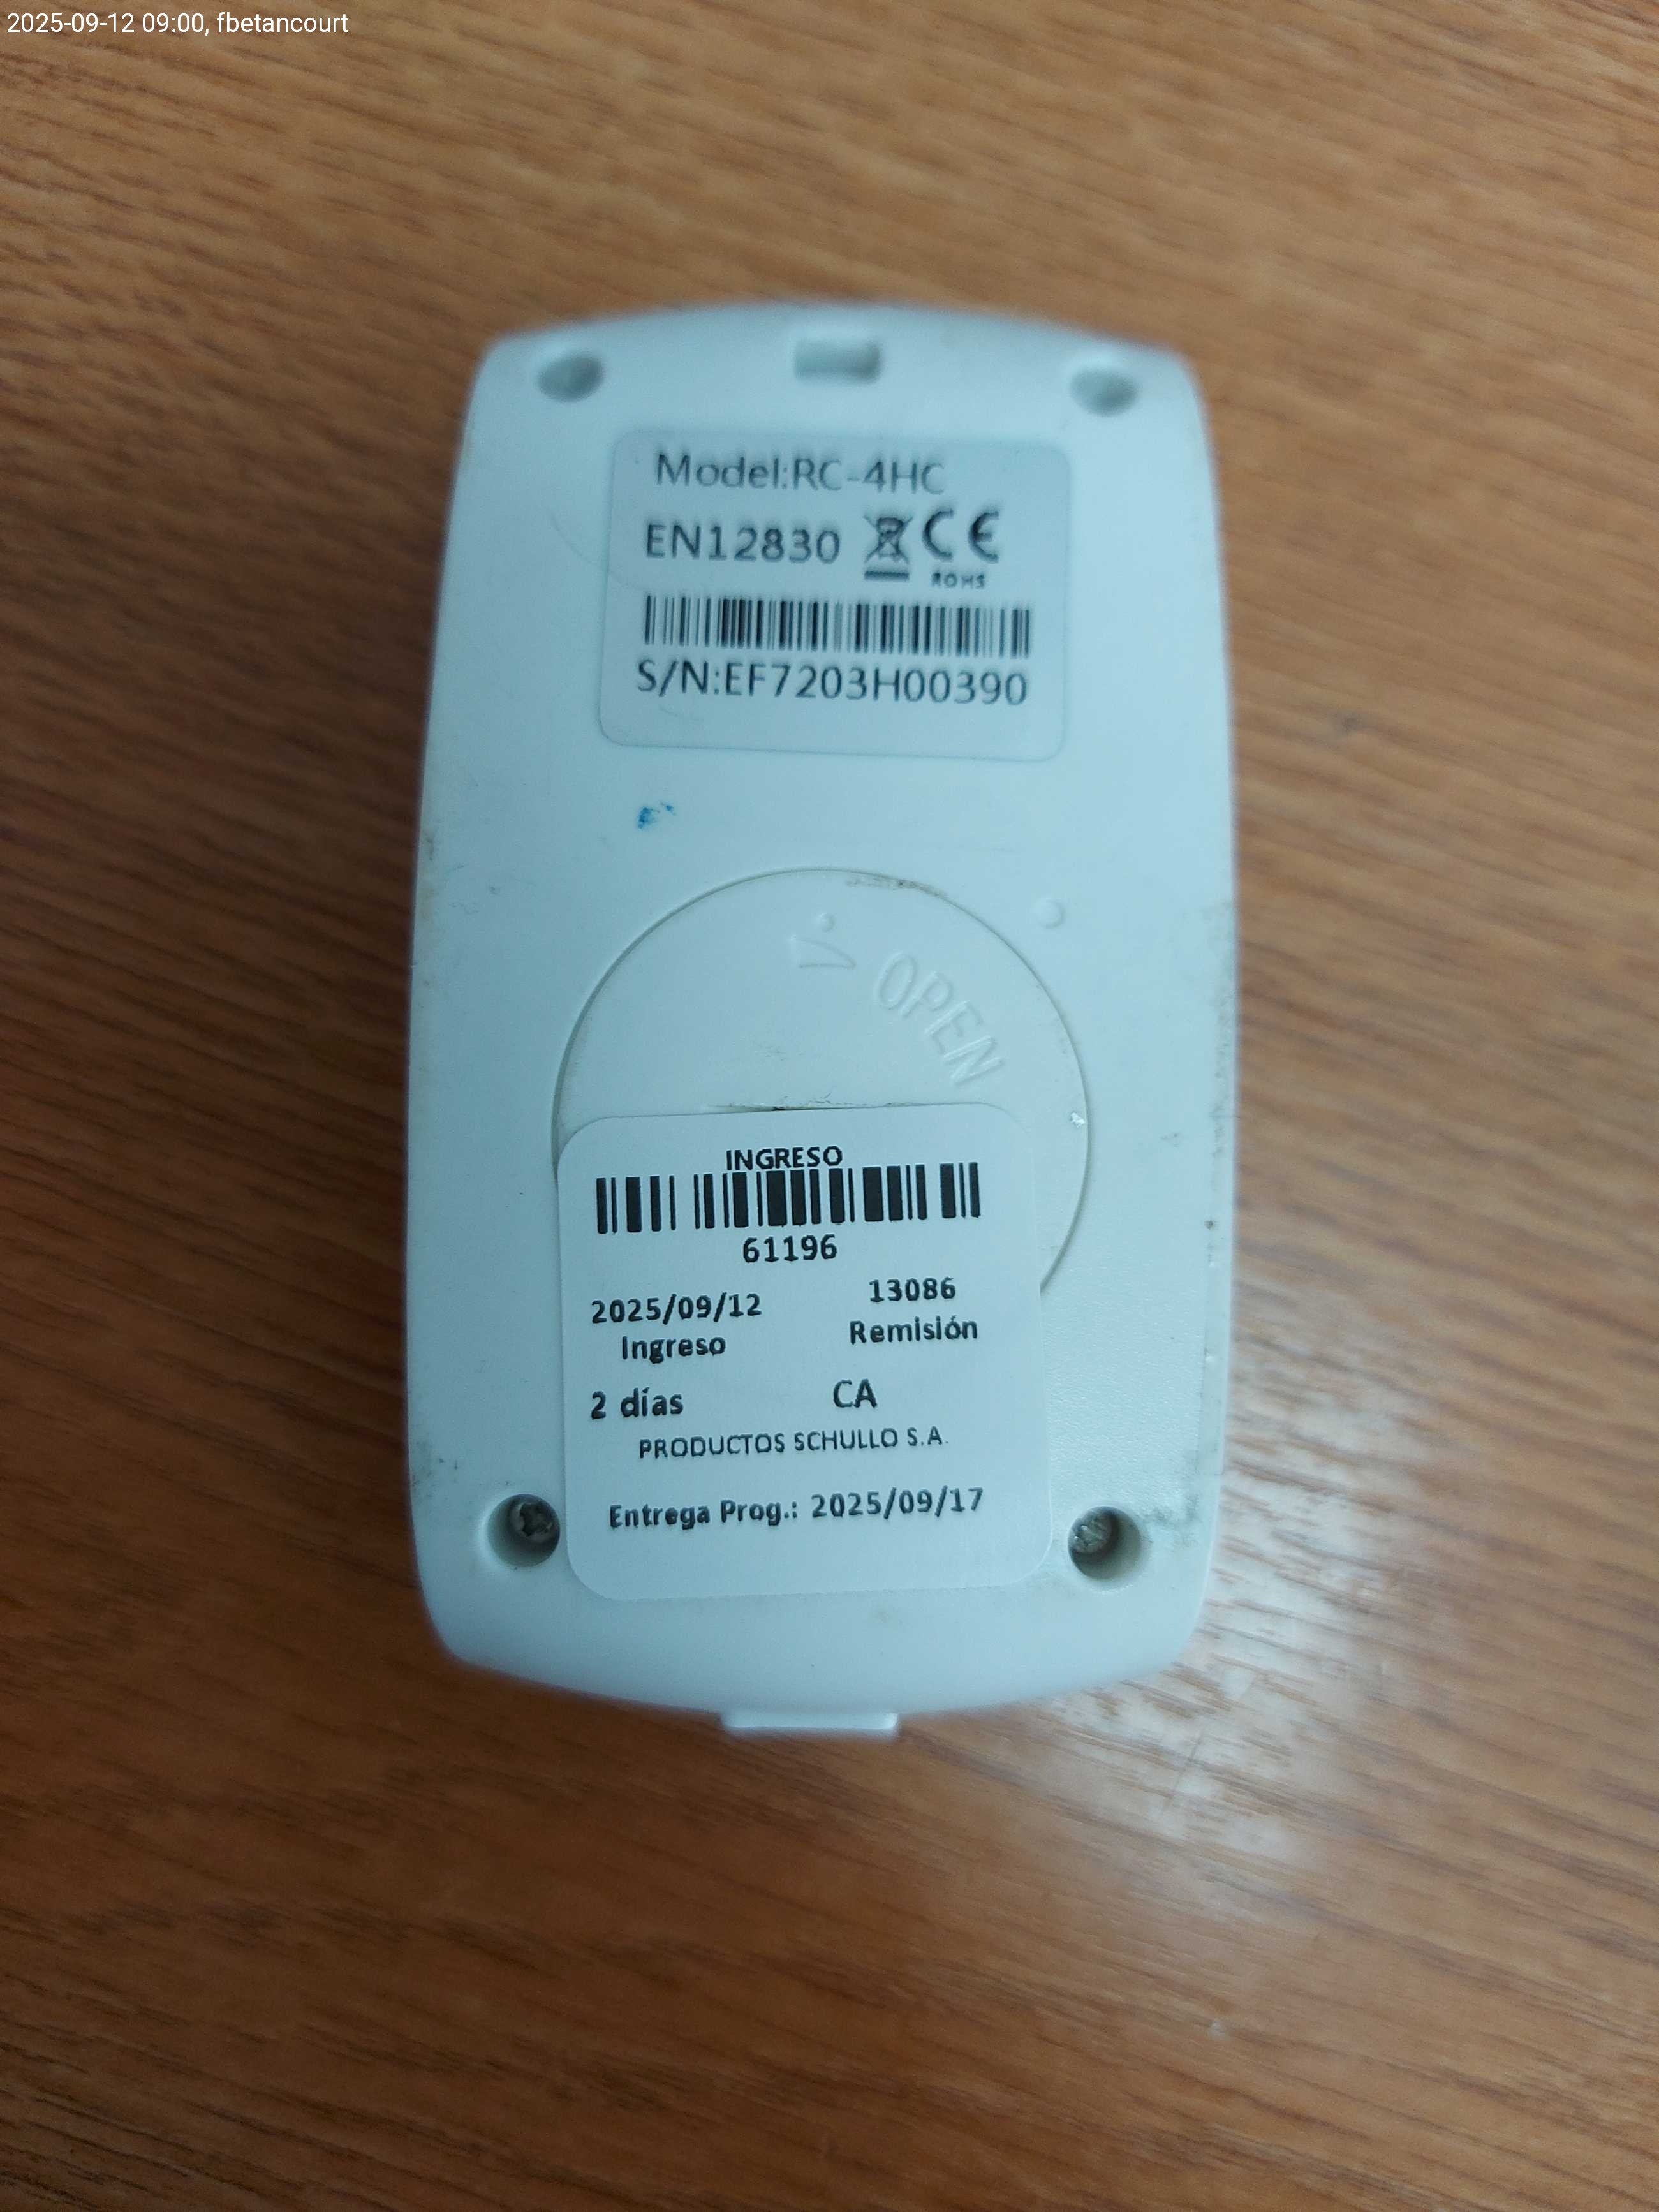 2025-09-12 09:00, fbetancourt
Model:RC-4HC
EN12830 CE
ROHS
S/N:EF7203H00390
OPEN
INGRESO
61196
2025/09/12 13086
Ingreso Remisión
2 días CA
PRODUCTOS SCHULLO S.A.
Entrega Prog.: 2025/09/17